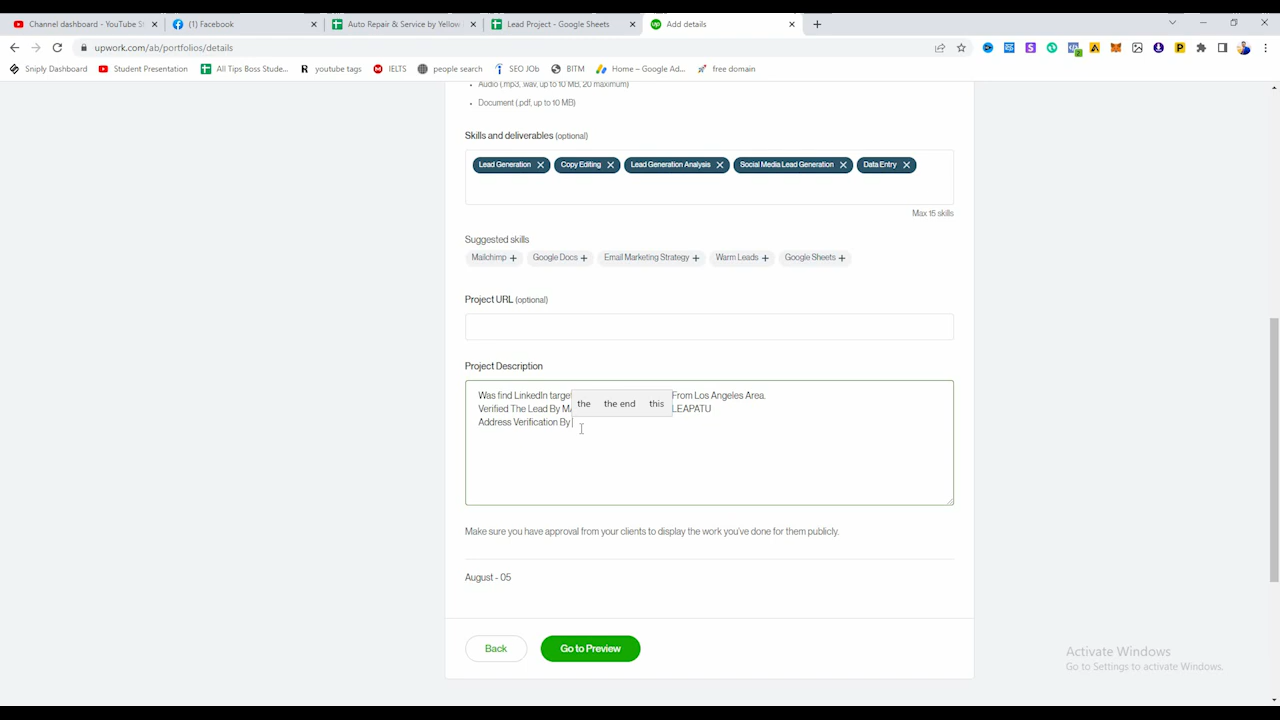 Channel dashboard - YouTube St
(1) Facebook
Auto Repair & Service by Yellow
Lead Project - Google Sheets
up Add details
upwork.com/ab/portfolios/details
Sniply Dashboard
Student Presentation
All Tips Boss Stude...
R youtube tags
IELTS
people search
SEO JOb
BITM
Home – Google Ad...
free domain
Audio (.mp3, wav, up to 10 MB, 20 maximum)
Document (.pdf, up to 10 MB)
Skills and deliverables (optional)
Lead Generation
Copy Editing
Lead Generation Analysis
Social Media Lead Generation
Data Entry
Max 15 skills
Suggested skills
Mailchimp +
Google Docs +
Email Marketing Strategy +
Warm Leads +
Google Sheets +
Project URL (optional)
Project Description
Was find LinkedIn target From Los Angeles Area.
the the end this
Verified The Lead By MA LEAPATU
Address Verification By
Make sure you have approval from your clients to display the work you've done for them publicly.
August - 05
Back
Go to Preview
Activate Windows
Go to Settings to activate Windows.